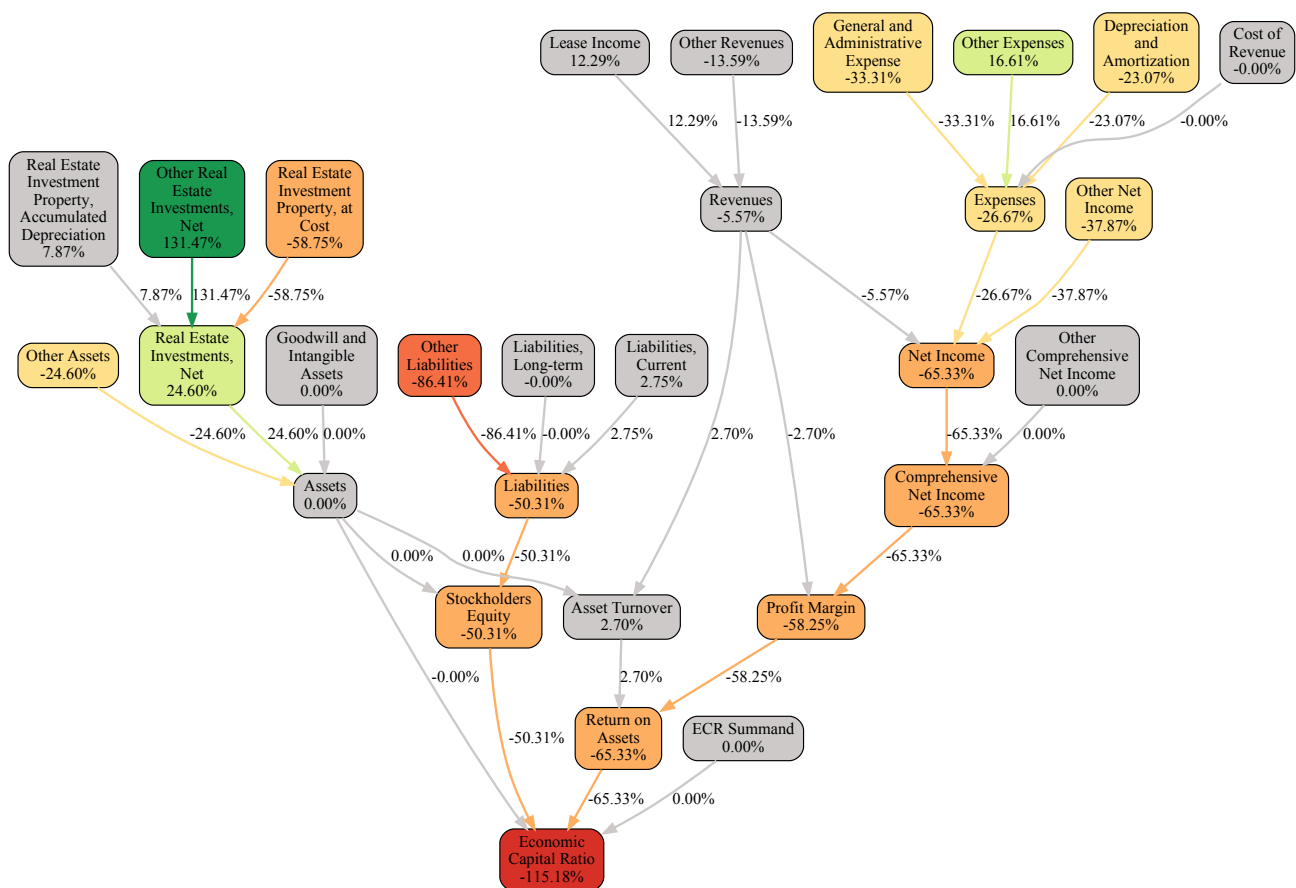 Lease Income
12.29%
Other Revenues
-13.59%
General and
Administrative
Expense
-33.31%
Other Expenses
16.61%
Depreciation
and
Amortization
-23.07%
Cost of
Revenue
-0.00%
12.29%
-13.59%
-33.31%
16.61%
-23.07%
-0.00%
Real Estate
Investment
Property,
Accumulated
Depreciation
7.87%
Other Real
Estate
Investments,
Net
131.47%
Real Estate
Investment
Property, at
Cost
-58.75%
Revenues
-5.57%
Expenses
-26.67%
Other Net
Income
-37.87%
7.87%
131.47%
-58.75%
-5.57%
-26.67%
-37.87%
Other Assets
-24.60%
Real Estate
Investments,
Net
24.60%
Goodwill and
Intangible
Assets
0.00%
Other
Liabilities
-86.41%
Liabilities,
Long-term
-0.00%
Liabilities,
Current
2.75%
Net Income
-65.33%
Other
Comprehensive
Net Income
0.00%
-24.60%
24.60%
0.00%
-86.41%
-0.00%
2.75%
2.70%
-2.70%
-65.33%
0.00%
Assets
0.00%
Liabilities
-50.31%
Comprehensive
Net Income
-65.33%
0.00%
0.00%
-50.31%
-65.33%
Stockholders
Equity
-50.31%
Asset Turnover
2.70%
Profit Margin
-58.25%
-0.00%
2.70%
-58.25%
Return on
Assets
-65.33%
ECR Summand
0.00%
-50.31%
-65.33%
0.00%
Economic
Capital Ratio
-115.18%